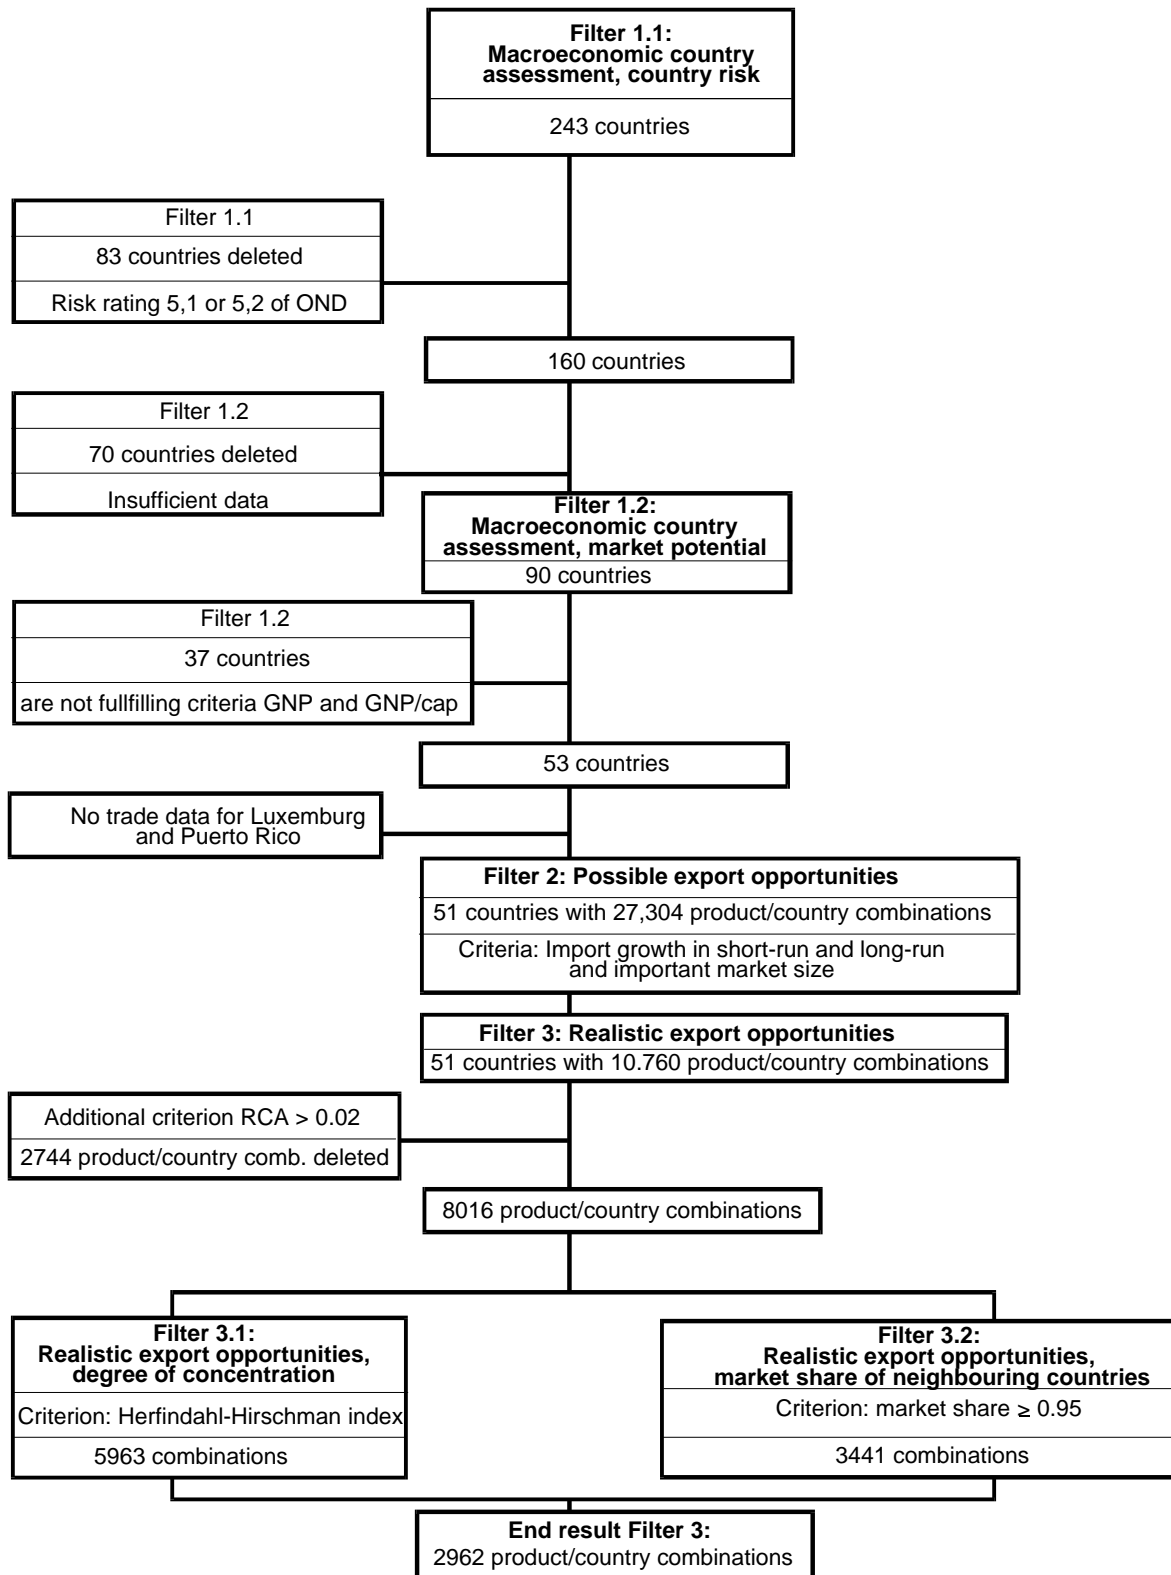 Filter 1.1:
Macroeconomic country
assessment, country risk
243 countries
Filter 1.1
83 countries deleted
Risk rating 5,1 or 5,2 of OND
160 countries
Filter 1.2
70 countries deleted
Insufficient data
Filter 1.2:
Macroeconomic country
assessment, market potential
90 countries
Filter 1.2
37 countries
are not fullfilling criteria GNP and GNP/cap
53 countries
No trade data for Luxemburg
and Puerto Rico
Filter 2: Possible export opportunities
51 countries with 27,304 product/country combinations
Criteria: Import growth in short-run and long-run
and important market size
Filter 3: Realistic export opportunities
51 countries with 10.760 product/country combinations
Additional criterion RCA > 0.02
2744 product/country comb. deleted
8016 product/country combinations
Filter 3.1:
Realistic export opportunities,
degree of concentration
Criterion: Herfindahl-Hirschman index
5963 combinations
Filter 3.2:
Realistic export opportunities,
market share of neighbouring countries
Criterion: market share ≥ 0.95
3441 combinations
End result Filter 3:
2962 product/country combinations